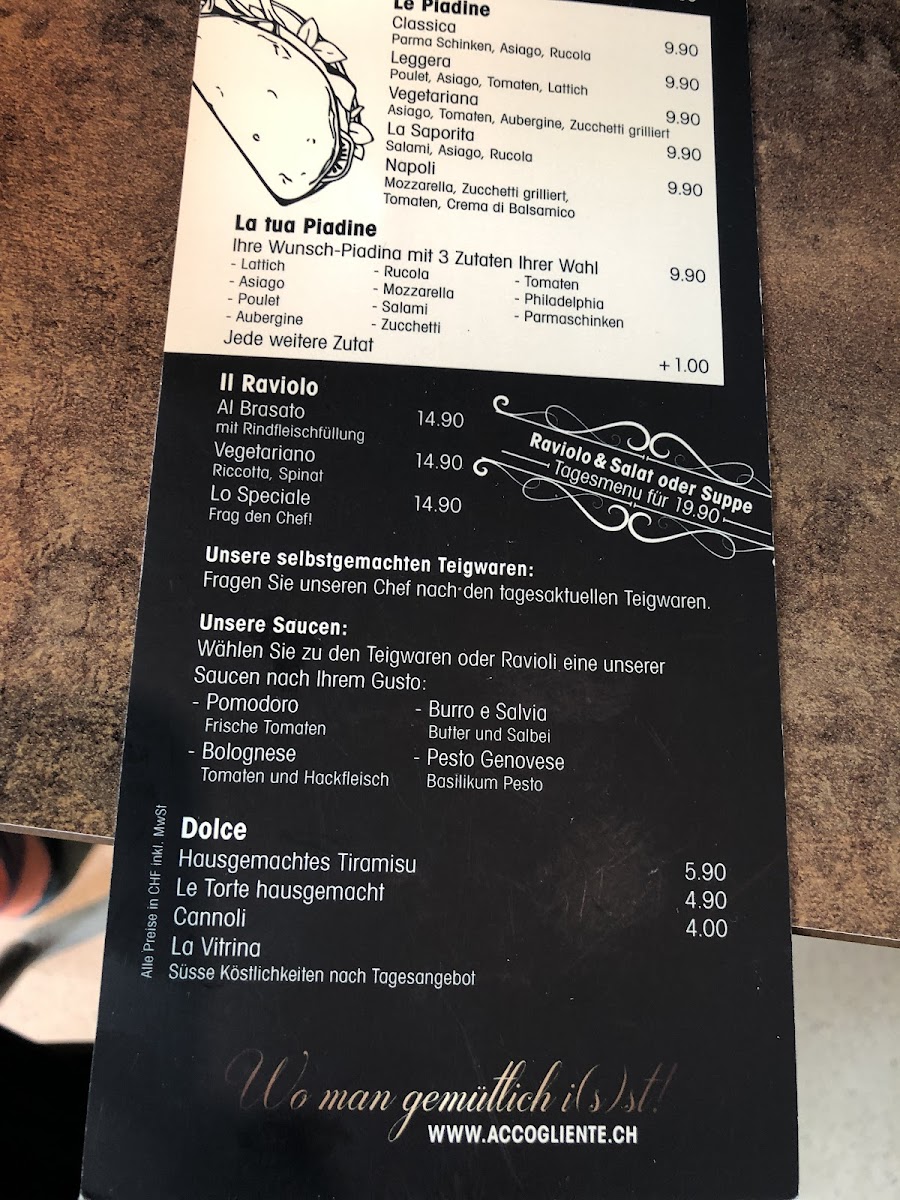 Le Piadine
Classica 9.90
Parma Schinken, Asiago, Rucola
Leggera 9.90
Poulet, Asiago, Tomaten, Lattich
Vegetariana 9.90
Asiago, Tomaten, Aubergine, Zucchetti grilliert
La Saporita 9.90
Salami, Asiago, Rucola
Napoli 9.90
Mozzarella, Zucchetti grilliert,
Tomaten, Crema di Balsamico
La tua Piadine
Ihre Wunsch-Piadina mit 3 Zutaten Ihrer Wahl 9.90
- Lattich - Rucola - Tomaten
- Asiago - Mozzarella - Philadelphia
- Poulet - Salami - Parmaschinken
- Aubergine - Zucchetti
Jede weitere Zutat +1.00
Il Raviolo
Al Brasato 14.90
mit Rindfleischfüllung
Vegetariano 14.90
Riccotta, Spinat
Lo Speciale 14.90
Frag den Chef!
Raviolo & Salat oder Suppe
Tagesmenu für 19.90
Unsere selbstgemachten Teigwaren:
Fragen Sie unseren Chef nach den tagesaktuellen Teigwaren.
Unsere Saucen:
Wählen Sie zu den Teigwaren oder Ravioli eine unserer
Saucen nach Ihrem Gusto:
- Pomodoro - Burro e Salvia
Frische Tomaten Butter und Salbei
- Bolognese - Pesto Genovese
Tomaten und Hackfleisch Basilikum Pesto
Dolce
Hausgemachtes Tiramisu 5.90
Le Torte hausgemacht 4.90
Cannoli 4.00
La Vitrina
Süsse Köstlichkeiten nach Tagesangebot
Alle Preise in CHF inkl. MwSt
Wo man gemütlich i(s)st!
WWW.ACCOGLIENTE.CH